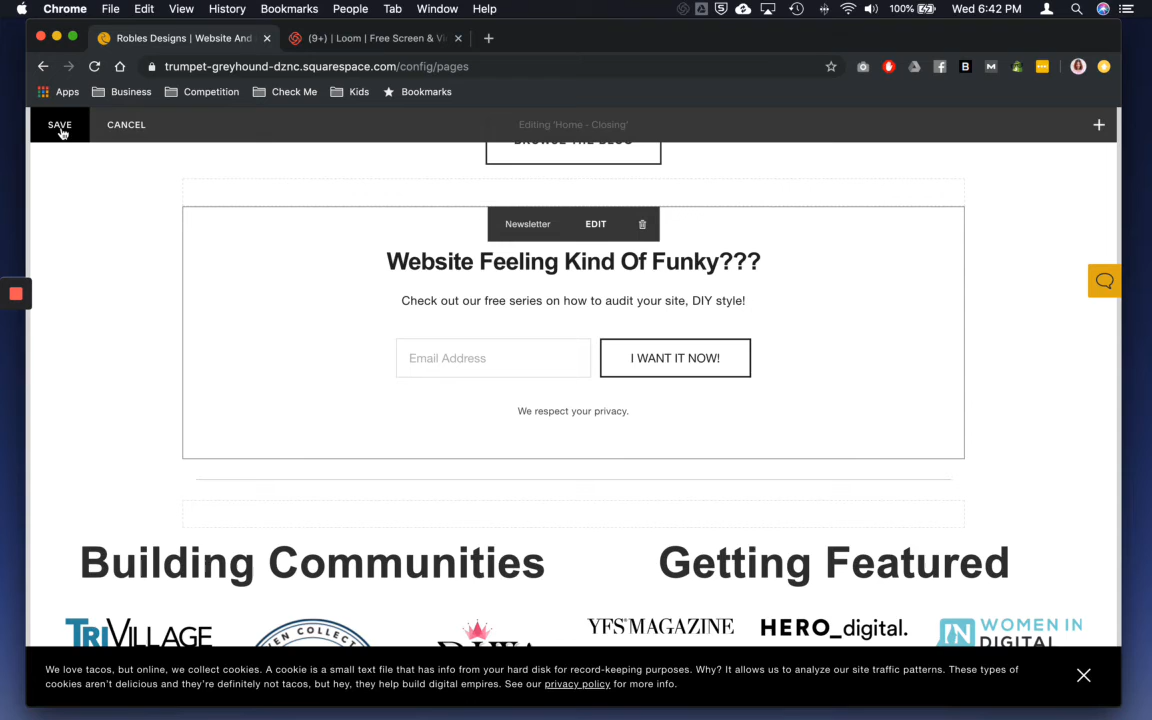 Chrome File Edit View History Bookmarks People Tab Window Help 100% Wed 6:42 PM
Robles Designs | Website And
(9+) | Loom | Free Screen & Vi
trumpet-greyhound-dznc.squarespace.com/config/pages
Apps Business Competition Check Me Kids Bookmarks
SAVE CANCEL Editing 'Home - Closing'
BROWSE THE BLOG
Newsletter EDIT
Website Feeling Kind Of Funky???
Check out our free series on how to audit your site, DIY style!
Email Address I WANT IT NOW!
We respect your privacy.
Building Communities Getting Featured
TRIVILLAGE YFS MAGAZINE HERO_digital. WOMEN IN
DIGITAL
We love tacos, but online, we collect cookies. A cookie is a small text file that has info from your hard disk for record-keeping purposes. Why? It allows us to analyze our site traffic patterns. These types of
cookies aren't delicious and they're definitely not tacos, but hey, they help build digital empires. See our privacy policy for more info.